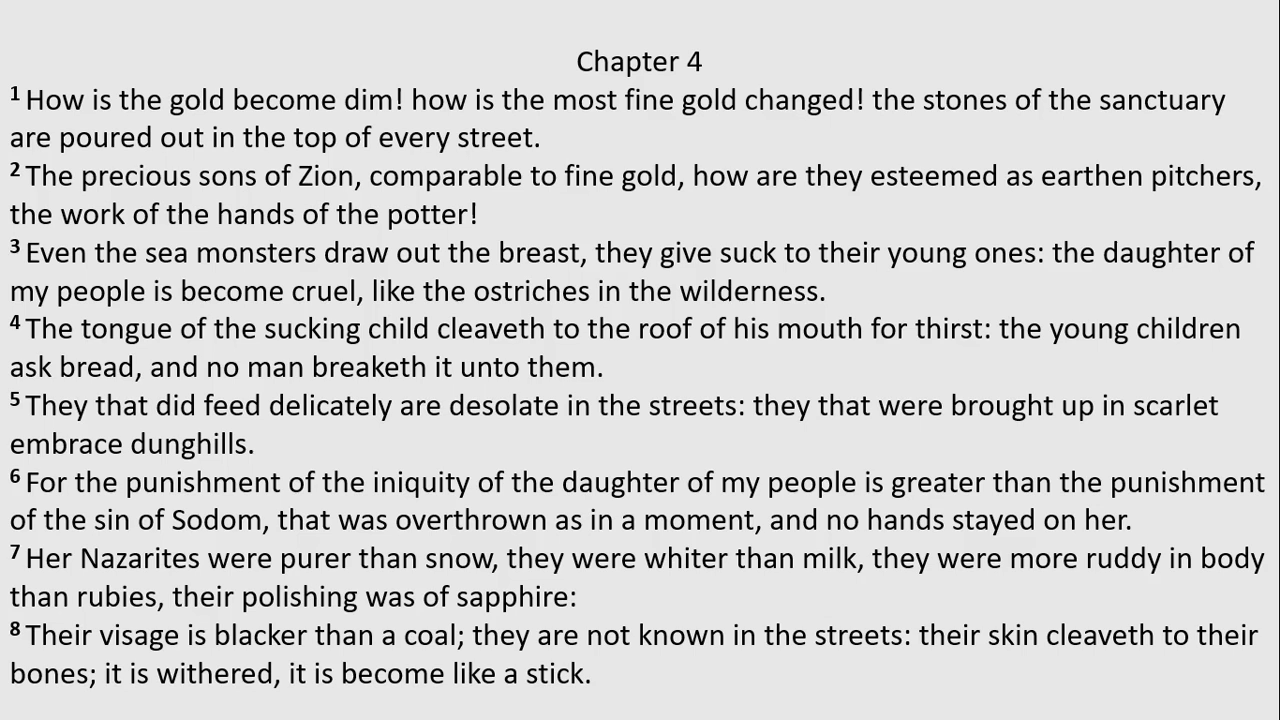 Chapter 4
1 How is the gold become dim! how is the most fine gold changed! the stones of the sanctuary
are poured out in the top of every street.
2 The precious sons of Zion, comparable to fine gold, how are they esteemed as earthen pitchers,
the work of the hands of the potter!
3 Even the sea monsters draw out the breast, they give suck to their young ones: the daughter of
my people is become cruel, like the ostriches in the wilderness.
4 The tongue of the sucking child cleaveth to the roof of his mouth for thirst: the young children
ask bread, and no man breaketh it unto them.
5 They that did feed delicately are desolate in the streets: they that were brought up in scarlet
embrace dunghills.
6 For the punishment of the iniquity of the daughter of my people is greater than the punishment
of the sin of Sodom, that was overthrown as in a moment, and no hands stayed on her.
7 Her Nazarites were purer than snow, they were whiter than milk, they were more ruddy in body
than rubies, their polishing was of sapphire:
8 Their visage is blacker than a coal; they are not known in the streets: their skin cleaveth to their
bones; it is withered, it is become like a stick.